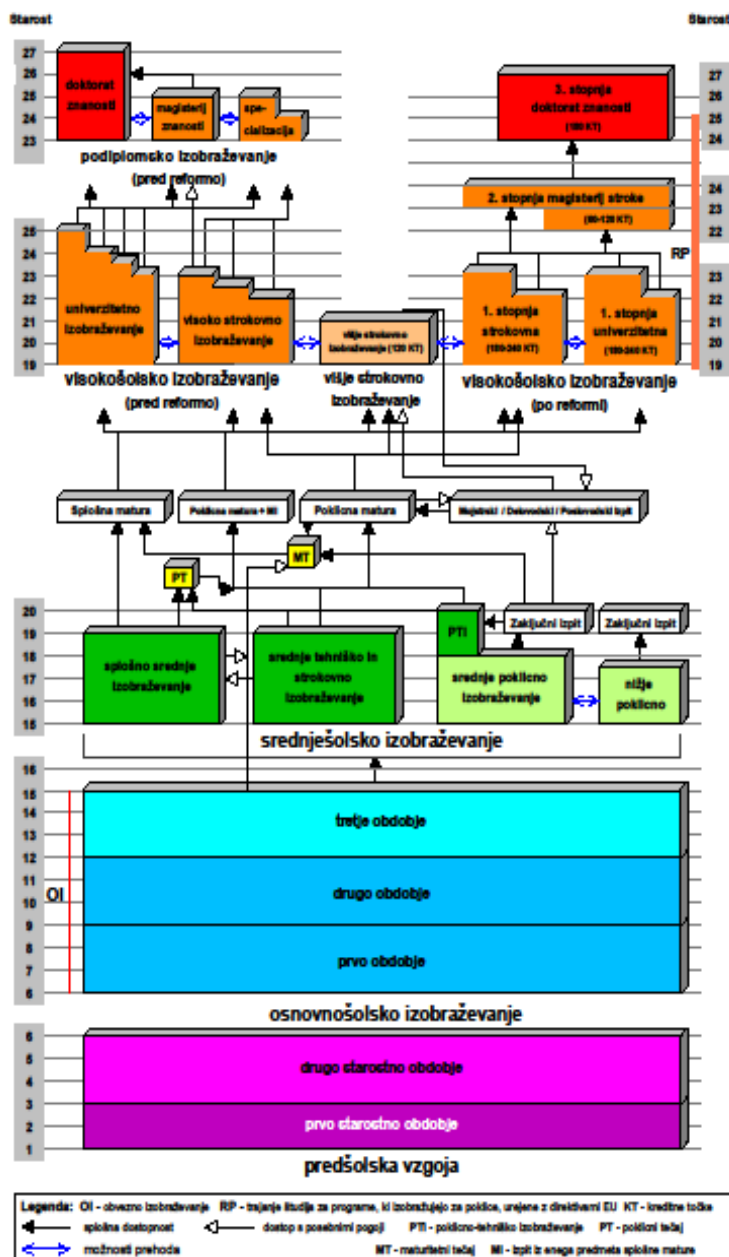 Starost
Starost
27
26
25
24
23
doktorat
znanosti
magisterij
znanosti
spe-
cializacija
podiplomsko izobraževanje
(pred reformo)
3. stopnja
doktorat znanosti
(180 KT)
27
26
25
24
2. stopnja magisterij stroke
(60-120 KT)
24
23
22
RP
25
24
23
22
21
20
19
univerzitetno
izobraževanje
visoko strokovno
izobraževanje
višje strokovno
izobraževanje (120 KT)
1. stopnja
strokovna
(180-240 KT)
1. stopnja
univerzitetna
(180-240 KT)
23
22
21
20
19
visokošolsko izobraževanje
(pred reformo)
višje strokovno
izobraževanje
visokošolsko izobraževanje
(po reformi)
Splošna matura
Poklicna matura + MI
Poklicna matura
Mojstrski / Delovodski / Poslovodski izpit
PT
MT
20
19
18
17
16
15
splošno srednje
izobraževanje
srednje tehniško in
strokovno
izobraževanje
PTI
Zaključni izpit
Zaključni izpit
srednje poklicno
izobraževanje
nižje
poklicno
srednješolsko izobraževanje
16
15
14
13
12
11
10
9
8
7
6
OI
tretje obdobje
drugo obdobje
prvo obdobje
osnovnošolsko izobraževanje
6
5
4
3
2
1
drugo starostno obdobje
prvo starostno obdobje
predšolska vzgoja
Legenda: OI - obvezno izobraževanje RP - trajanje študija za programe, ki izobražujejo za poklice, urejene z direktivami EU KT - kreditne točke
splošna dostopnost dostop s posebnimi pogoji PTI - poklicno-tehniško izobraževanje PT - poklicni tečaj
možnosti prehoda MT - maturitetni tečaj MI - izpit iz enega predmeta splošne mature